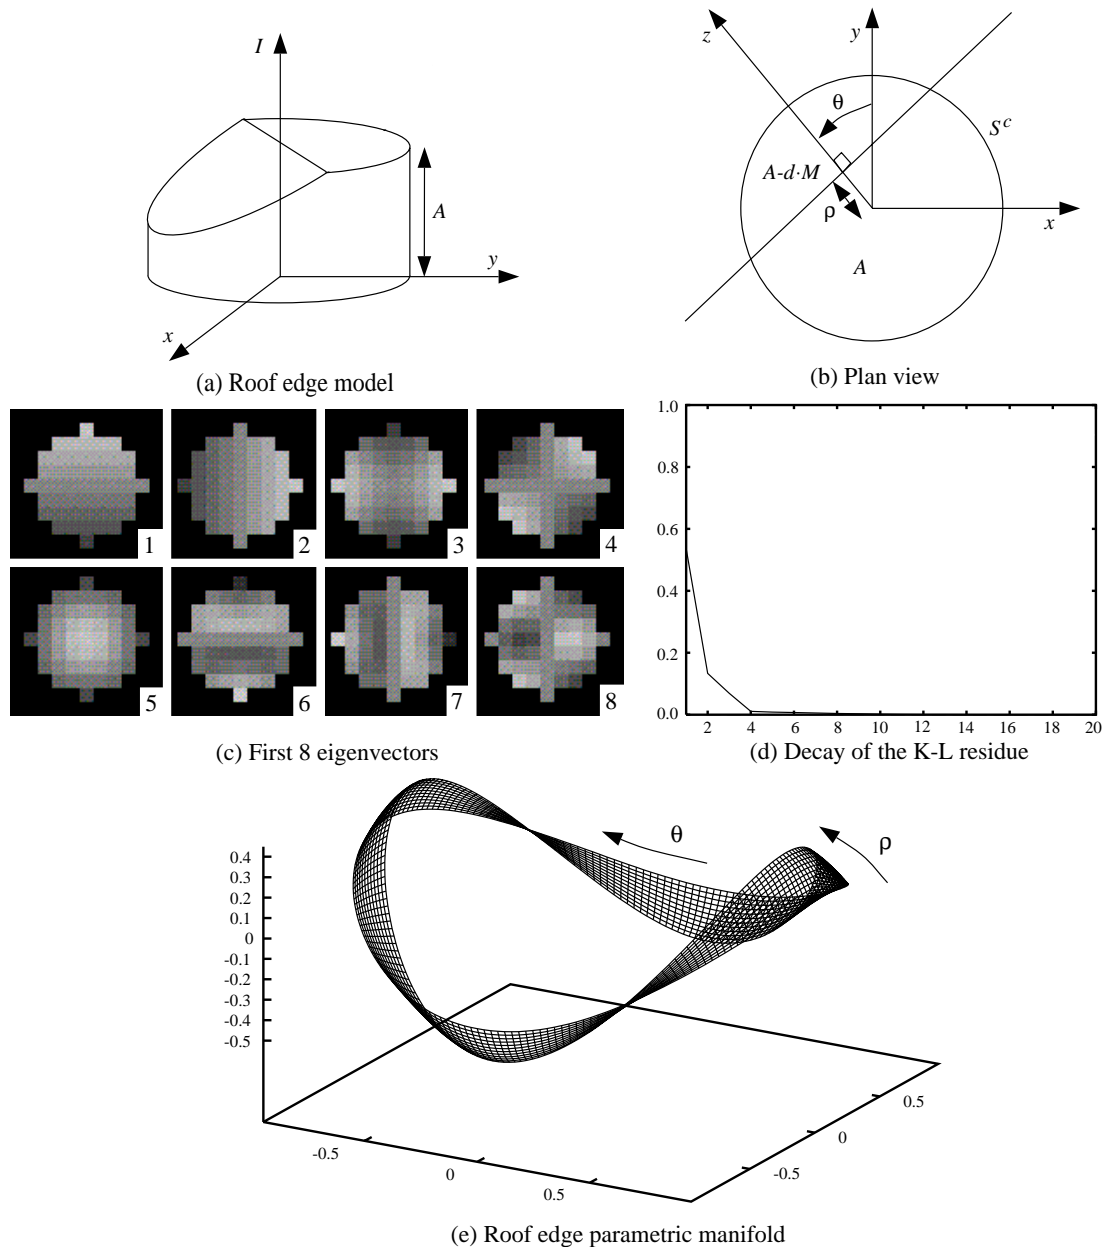 I
A
y
x
(a) Roof edge model
z
y
θ
S^c
A-d·M
ρ
x
A
(b) Plan view
1
2
3
4
5
6
7
8
(c) First 8 eigenvectors
1.0
0.8
0.6
0.4
0.2
0.0
2 4 6 8 10 12 14 16 18 20
(d) Decay of the K-L residue
θ
ρ
0.4
0.3
0.2
0.1
0
-0.1
-0.2
-0.3
-0.4
-0.5
-0.5
0
0.5
-0.5
0
0.5
(e) Roof edge parametric manifold